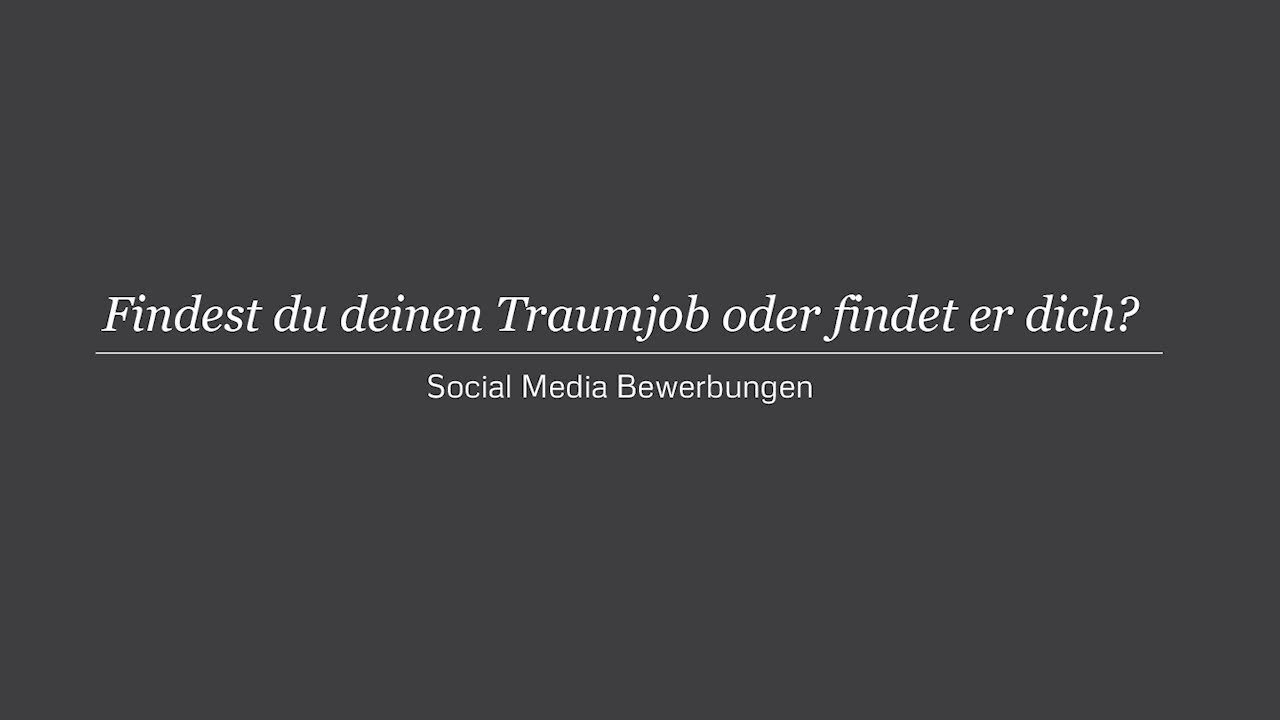 Findest du deinen Traumjob oder findet er dich?
Social Media Bewerbungen